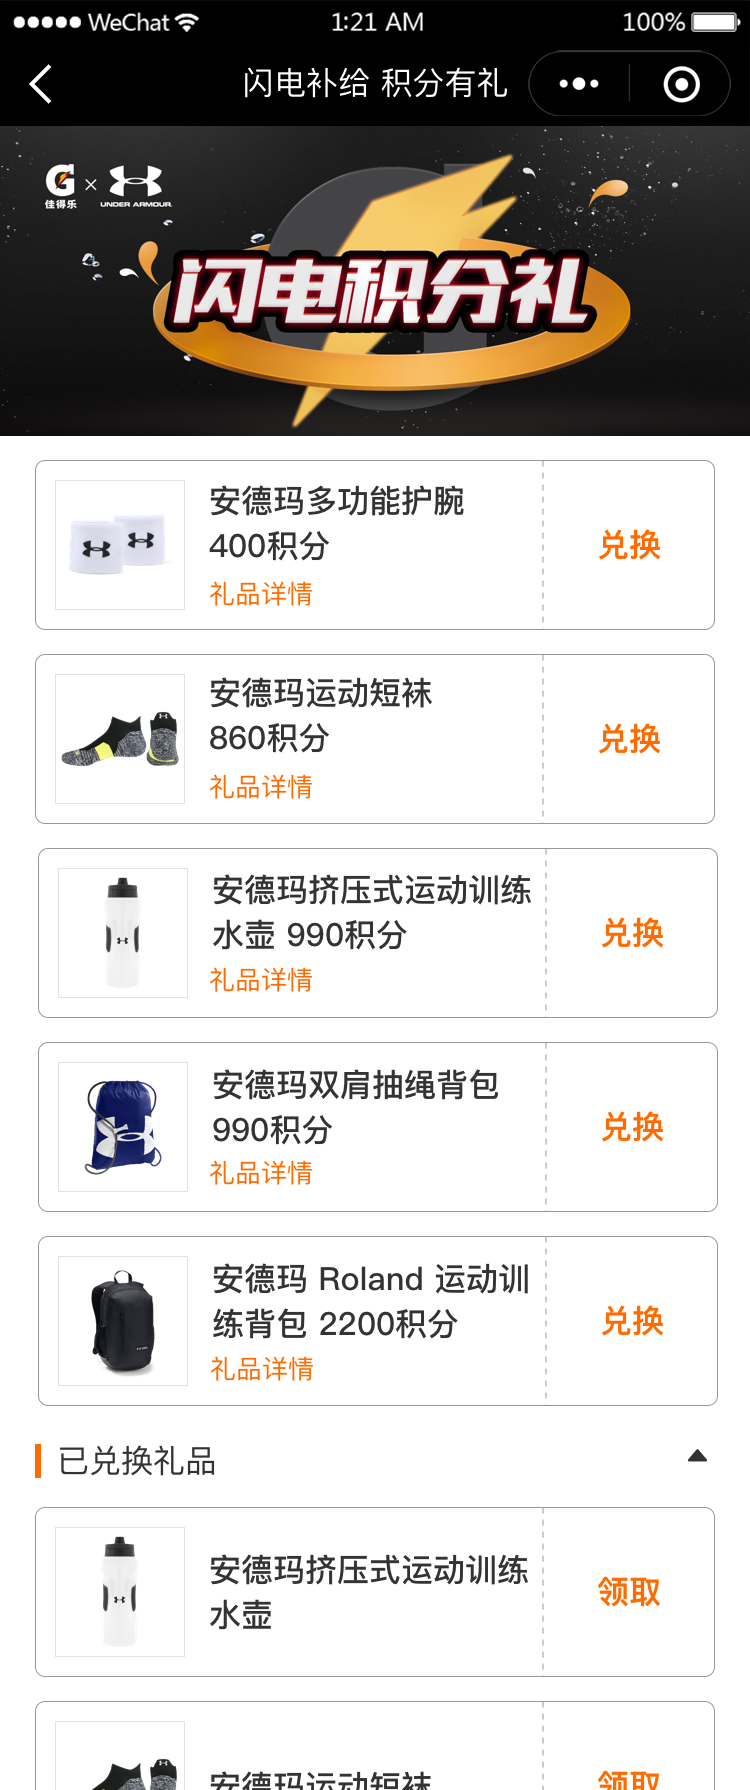 WeChat 1:21 AM 100%
闪电补给 积分有礼
佳得乐 × UNDER ARMOUR
闪电积分礼
安德玛多功能护腕
400积分
兑换
礼品详情
安德玛运动短袜
860积分
兑换
礼品详情
安德玛挤压式运动训练
水壶 990积分
兑换
礼品详情
安德玛双肩抽绳背包
990积分
兑换
礼品详情
安德玛 Roland 运动训
练背包 2200积分
兑换
礼品详情
已兑换礼品
安德玛挤压式运动训练
水壶
领取
安德玛运动短袜
领取